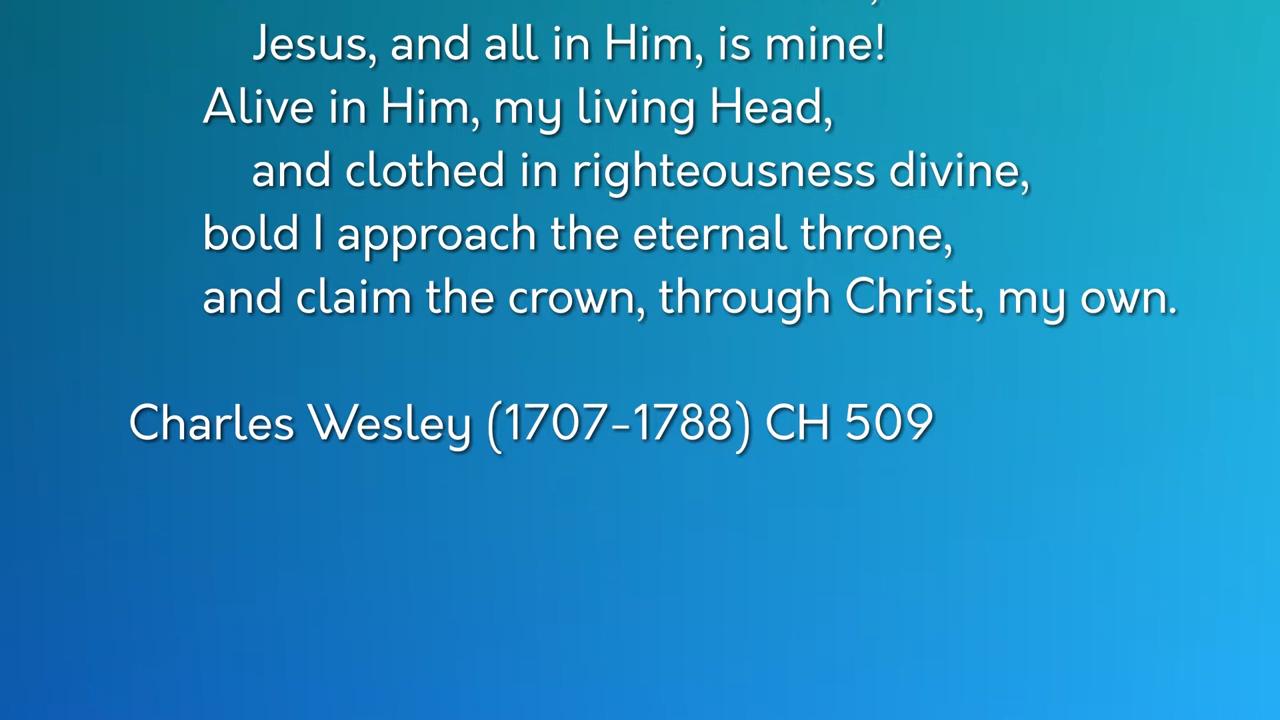 Jesus, and all in Him, is mine!
Alive in Him, my living Head,
and clothed in righteousness divine,
bold I approach the eternal throne,
and claim the crown, through Christ, my own.
Charles Wesley (1707-1788) CH 509